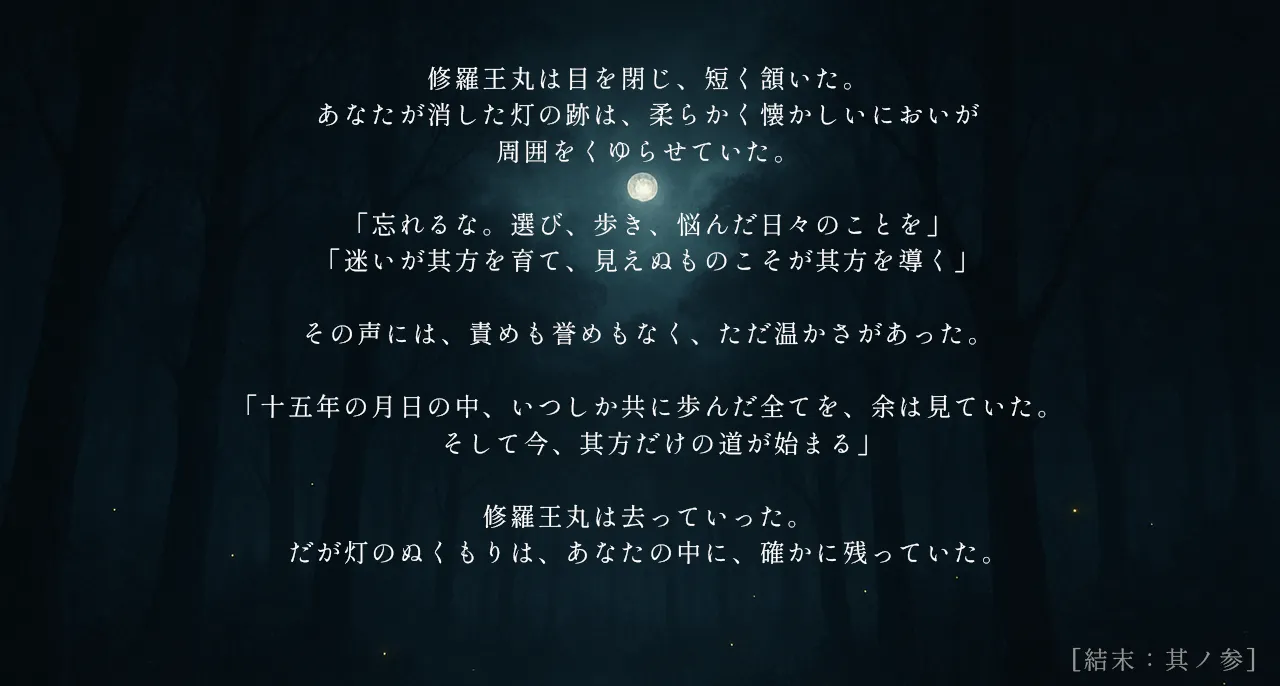 修羅王丸は目を閉じ、短く頷いた。
あなたが消した灯の跡は、柔らかく懐かしいにおいが
周囲をくゆらせていた。
「忘れるな。選び、歩き、悩んだ日々のことを」
「迷いが其方を育て、見えぬものこそが其方を導く」
その声には、責めも誉めもなく、ただ温かさがあった。
「十五年の月日の中、いつしか共に歩んだ全てを、余は見ていた。
そして今、其方だけの道が始まる」
修羅王丸は去っていった。
だが灯のぬくもりは、あなたの中に、確かに残っていた。
[結末：其ノ参]